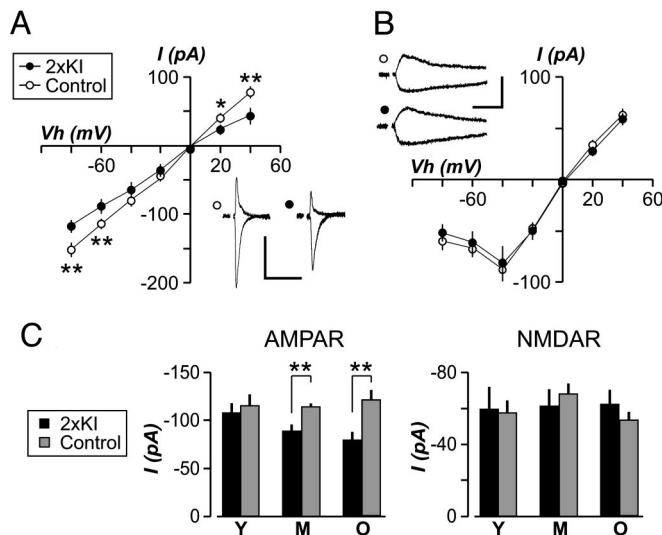 A
I (pA)
2xKI
Control
100
**
*
Vh (mV)
-60
20
60
-100
**
**
-200
B
I (pA)
100
Vh (mV)
-60
20
60
-100
C
AMPAR
NMDAR
2xKI
Control
I (pA)
-150
-100
-50
0
**
**
Y M O
I (pA)
-80
-60
-40
0
Y M O